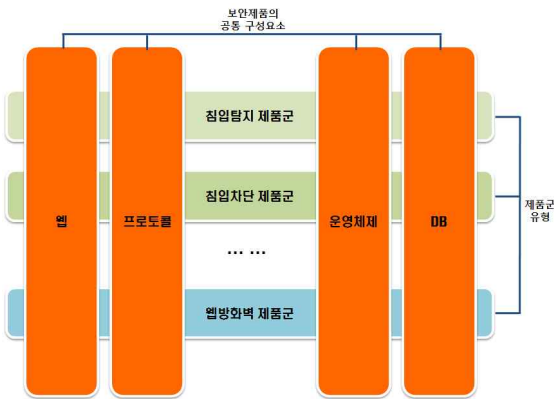 보안제품의
공통 구성요소
침입탐지 제품군
침입차단 제품군
제품군
유형
웹
프로토콜
운영체제
DB
... ...
웹방화벽 제품군